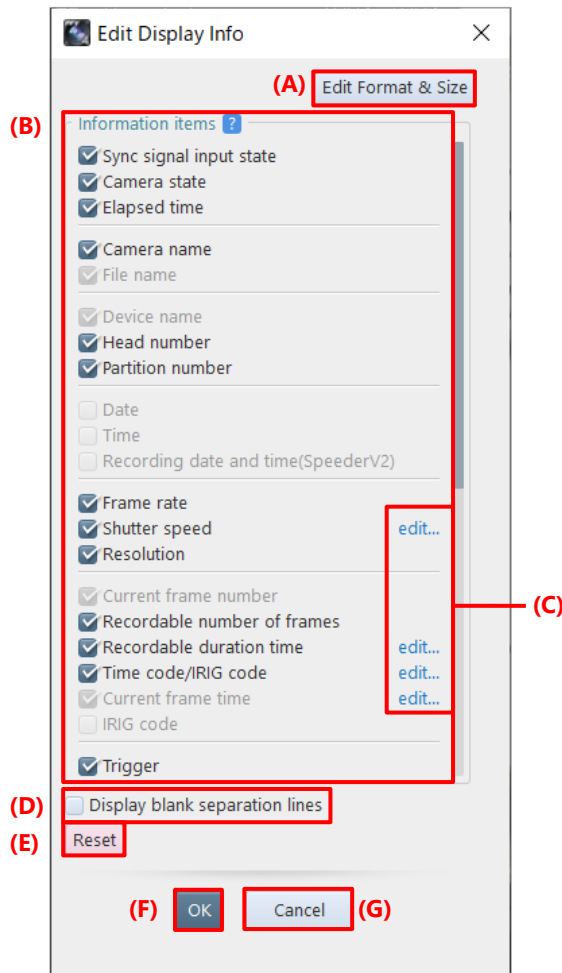 Edit Display Info
(A) Edit Format & Size
(B) Information items ?
Sync signal input state
Camera state
Elapsed time
Camera name
File name
Device name
Head number
Partition number
Date
Time
Recording date and time(SpeederV2)
Frame rate
Shutter speed edit...
Resolution
Current frame number
(C)
Recordable number of frames
Recordable duration time edit...
Time code/IRIG code edit...
Current frame time edit...
IRIG code
Trigger
(D) Display blank separation lines
(E) Reset
(F) OK Cancel (G)